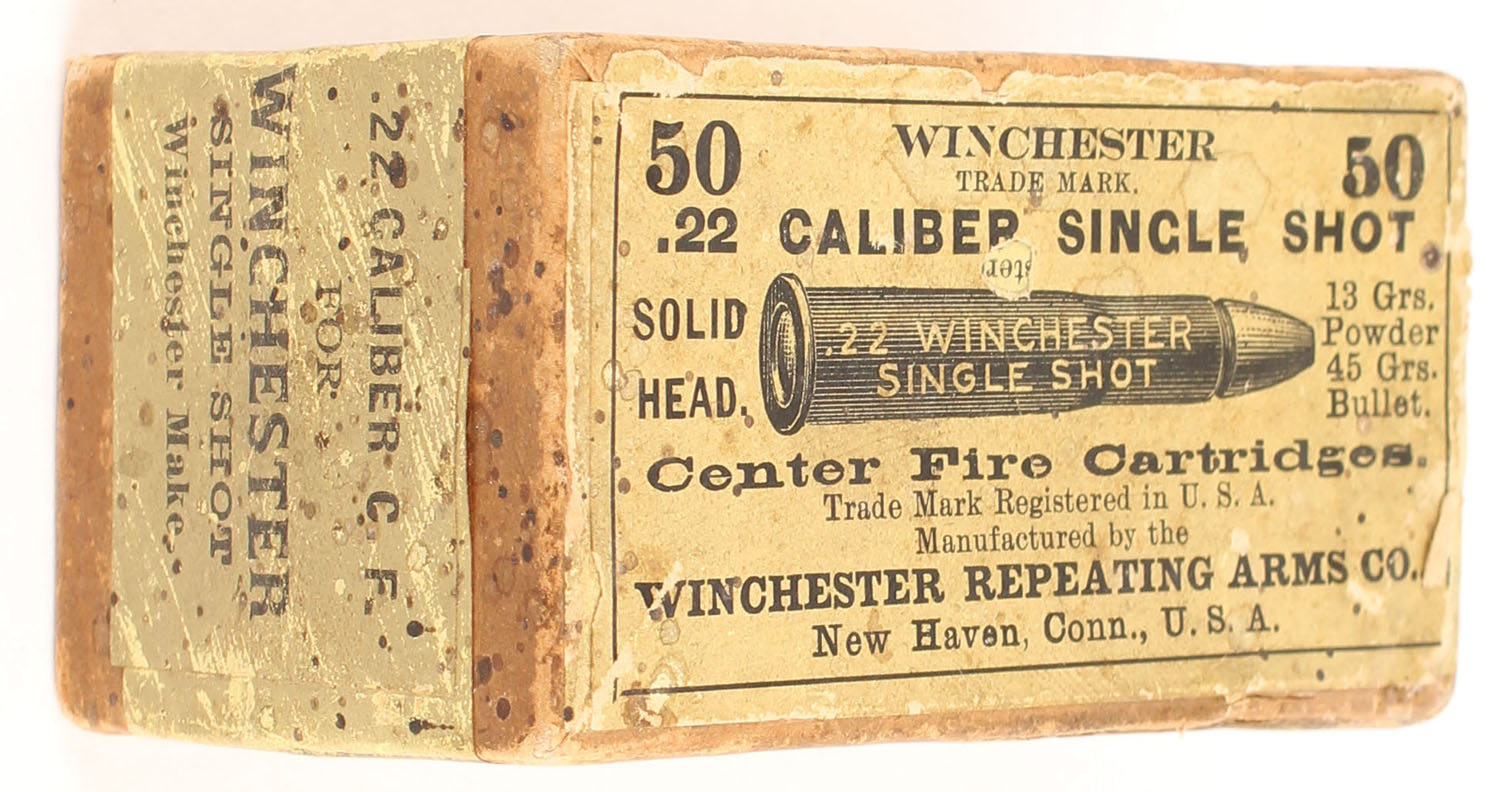 50 WINCHESTER 50
TRADE MARK.
.22 CALIBER SINGLE SHOT
SOLID
HEAD.
.22 WINCHESTER
SINGLE SHOT
13 Grs.
Powder
45 Grs.
Bullet.
Center Fire Cartridges.
Trade Mark Registered in U. S. A.
Manufactured by the
WINCHESTER REPEATING ARMS CO.
New Haven, Conn., U. S. A.
.22 CALIBER C. F.
FOR
WINCHESTER
SINGLE SHOT
Winchester Make.